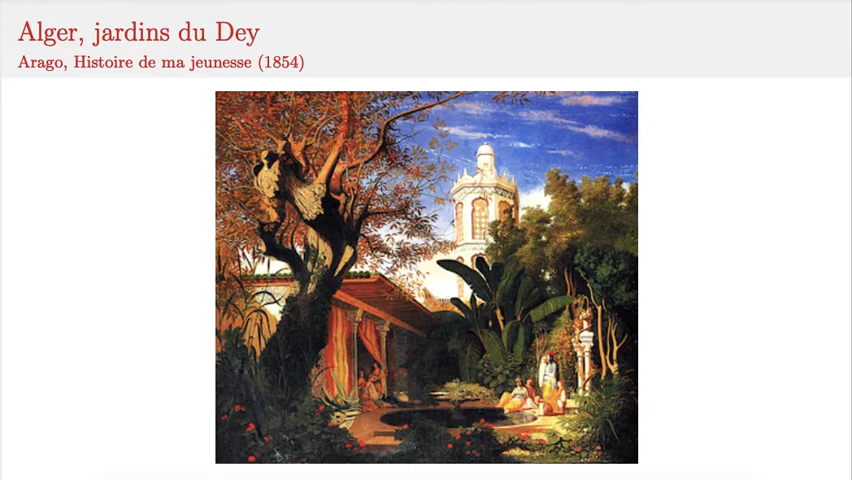 Alger, jardins du Dey
Arago, Histoire de ma jeunesse (1854)